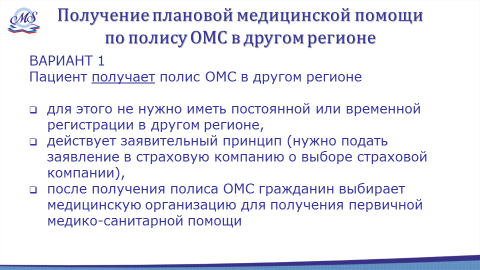 Получение плановой медицинской помощи
по полису ОМС в другом регионе
ВАРИАНТ 1
Пациент получает полис ОМС в другом регионе
для этого не нужно иметь постоянной или временной
регистрации в другом регионе,
действует заявительный принцип (нужно подать
заявление в страховую компанию о выборе страховой
компании),
после получения полиса ОМС гражданин выбирает
медицинскую организацию для получения первичной
медико-санитарной помощи